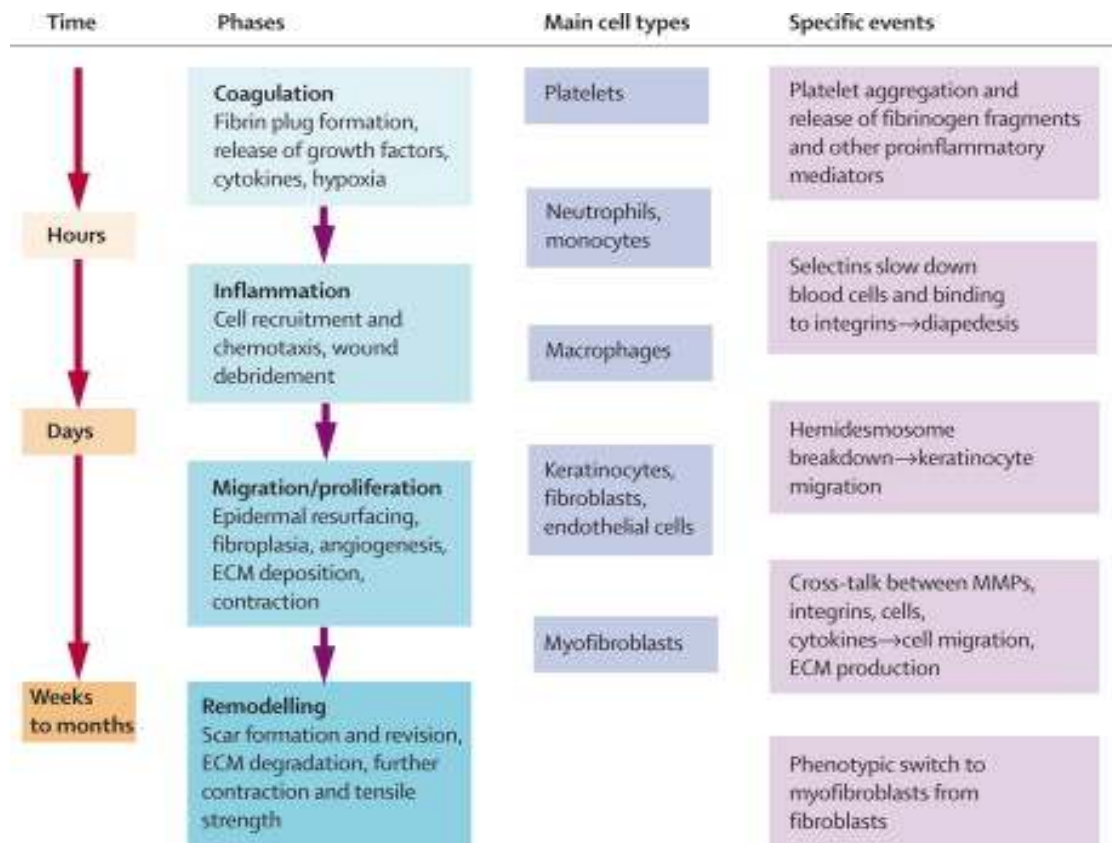 Time
Phases
Main cell types
Specific events
Hours
Days
Weeks
to months
Coagulation
Fibrin plug formation,
release of growth factors,
cytokines, hypoxia
Inflammation
Cell recruitment and
chemotaxis, wound
debridement
Migration/proliferation
Epidermal resurfacing,
fibroplasia, angiogenesis,
ECM deposition,
contraction
Remodelling
Scar formation and revision,
ECM degradation, further
contraction and tensile
strength
Platelets
Neutrophils,
monocytes
Macrophages
Keratinocytes,
fibroblasts,
endothelial cells
Myofibroblasts
Platelet aggregation and
release of fibrinogen fragments
and other proinflammatory
mediators
Selectins slow down
blood cells and binding
to integrins→diapedesis
Hemidesmosome
breakdown→keratinocyte
migration
Cross-talk between MMPs,
integrins, cells,
cytokines→cell migration,
ECM production
Phenotypic switch to
myofibroblasts from
fibroblasts